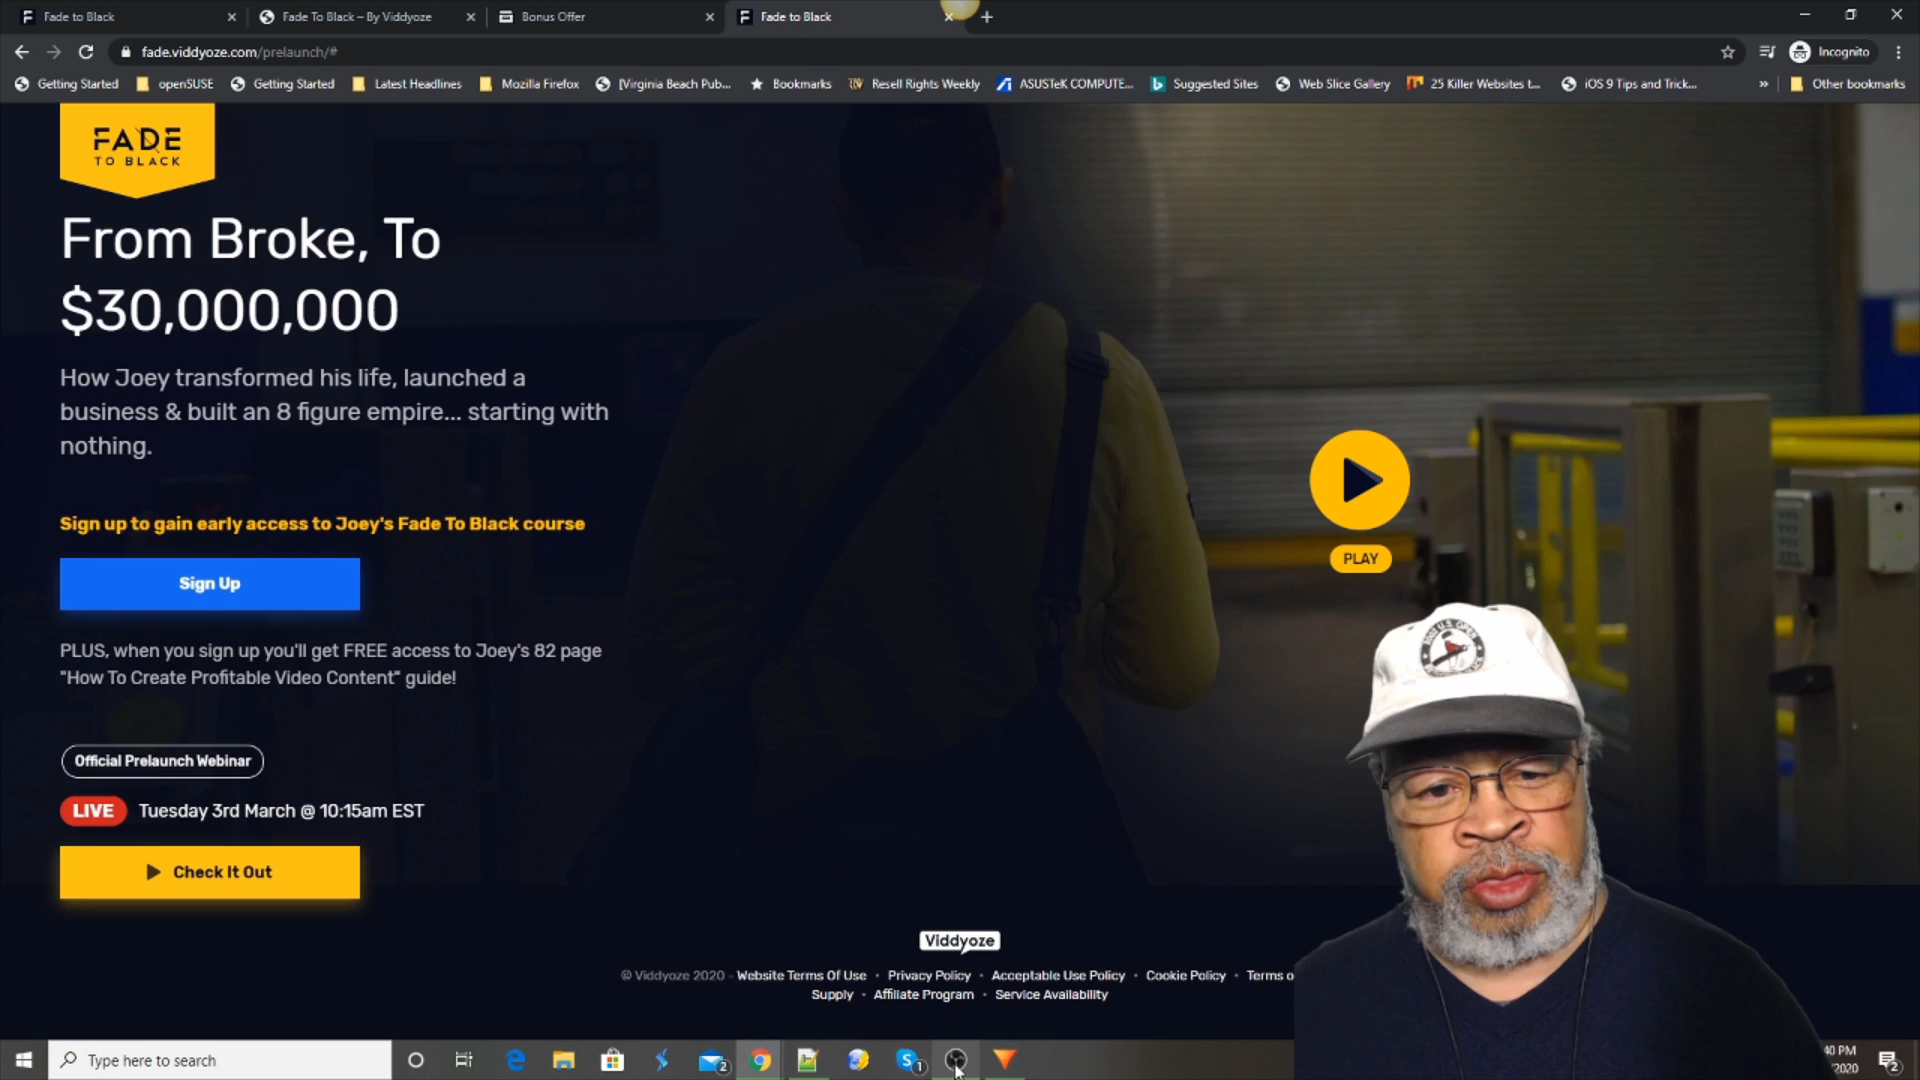 Fade to Black
Fade To Black – By Viddyoze
Bonus Offer
Fade to Black
fade.viddyoze.com/prelaunch/#
Incognito
Getting Started
openSUSE
Getting Started
Latest Headlines
Mozilla Firefox
[Virginia Beach Pub...
Bookmarks
Resell Rights Weekly
ASUSTeK COMPUTE...
Suggested Sites
Web Slice Gallery
25 Killer Websites t...
iOS 9 Tips and Trick...
»
Other bookmarks
FADE
TO BLACK
From Broke, To
$30,000,000
How Joey transformed his life, launched a
business & built an 8 figure empire... starting with
nothing.
Sign up to gain early access to Joey's Fade To Black course
Sign Up
PLUS, when you sign up you'll get FREE access to Joey's 82 page
"How To Create Profitable Video Content" guide!
Official Prelaunch Webinar
LIVE Tuesday 3rd March @ 10:15am EST
Check It Out
PLAY
U.S. OPEN
Viddyoze
© Viddyoze 2020 - Website Terms Of Use • Privacy Policy • Acceptable Use Policy • Cookie Policy • Terms o
Supply • Affiliate Program • Service Availability
Type here to search
2
1
40 PM
2020
2